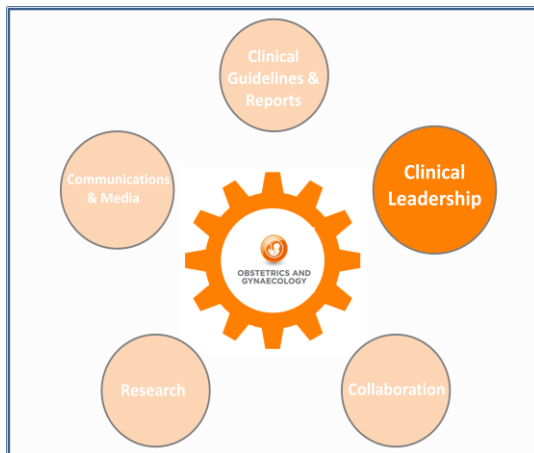 Clinical
Guidelines &
Reports
Clinical
Leadership
Communications
& Media
OBSTETRICS AND
GYNAECOLOGY
Research
Collaboration